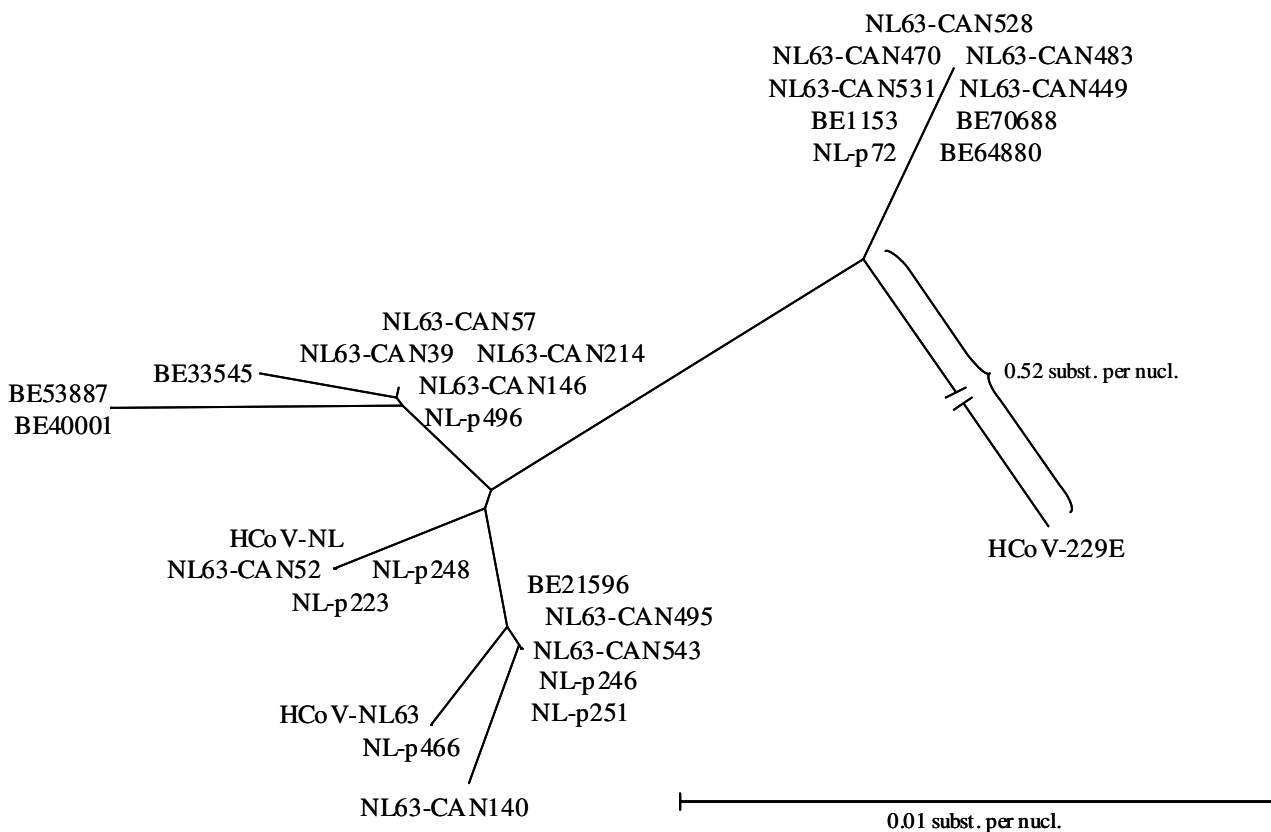 NL63-CAN528
NL63-CAN470 NL63-CAN483
NL63-CAN531 NL63-CAN449
BE1153 BE70688
NL-p72 BE64880
NL63-CAN57
NL63-CAN39 NL63-CAN214
BE33545 NL63-CAN146
BE53887
BE40001 NL-p496
0.52 subst. per nucl.
HCoV-NL
NL63-CAN52 NL-p248
NL-p223
HCoV-229E
BE21596
NL63-CAN495
NL63-CAN543
NL-p246
NL-p251
HCoV-NL63
NL-p466
NL63-CAN140
0.01 subst. per nucl.